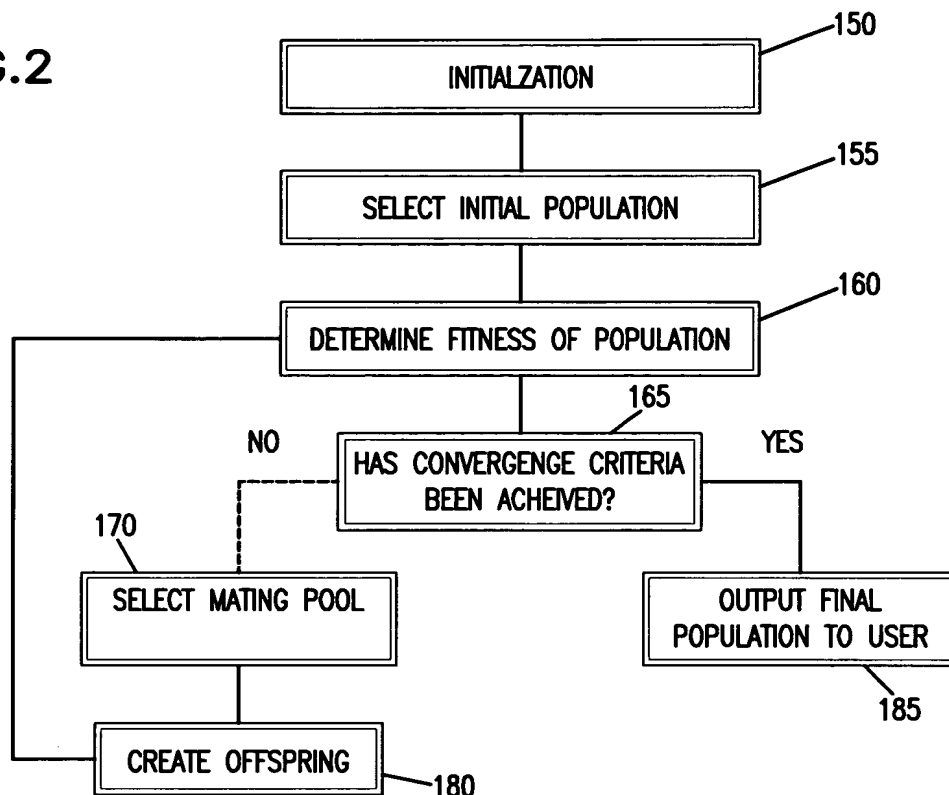 G.2
150
INITIALZATION
155
SELECT INITIAL POPULATION
160
DETERMINE FITNESS OF POPULATION
165
NO
YES
HAS CONVERGENGE CRITERIA
BEEN ACHEIVED?
170
SELECT MATING POOL
OUTPUT FINAL
POPULATION TO USER
185
CREATE OFFSPRING
180